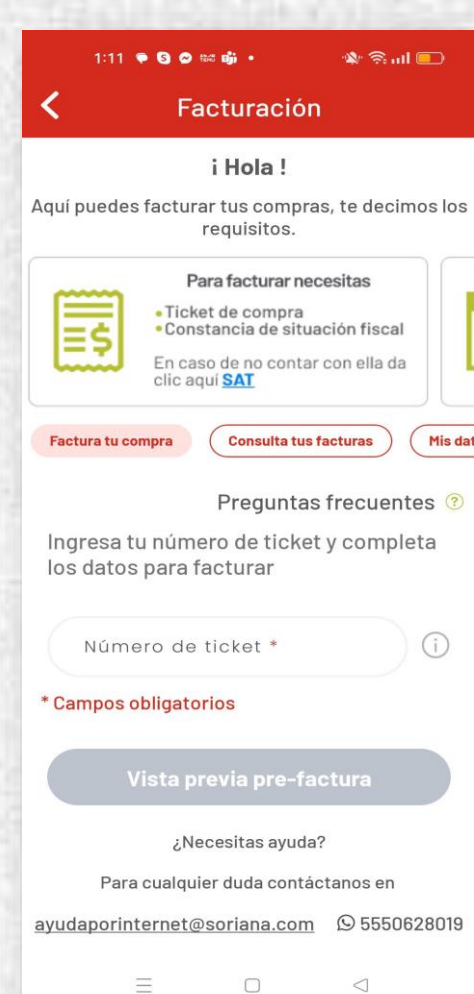 1:11
Facturación
¡ Hola !
Aquí puedes facturar tus compras, te decimos los
requisitos.
Para facturar necesitas
•Ticket de compra
•Constancia de situación fiscal
En caso de no contar con ella da
clic aquí SAT
Factura tu compra
Consulta tus facturas
Mis dat
Preguntas frecuentes ?
Ingresa tu número de ticket y completa
los datos para facturar
Número de ticket *
* Campos obligatorios
Vista previa pre-factura
¿Necesitas ayuda?
Para cualquier duda contáctanos en
ayudaporinternet@soriana.com 5550628019